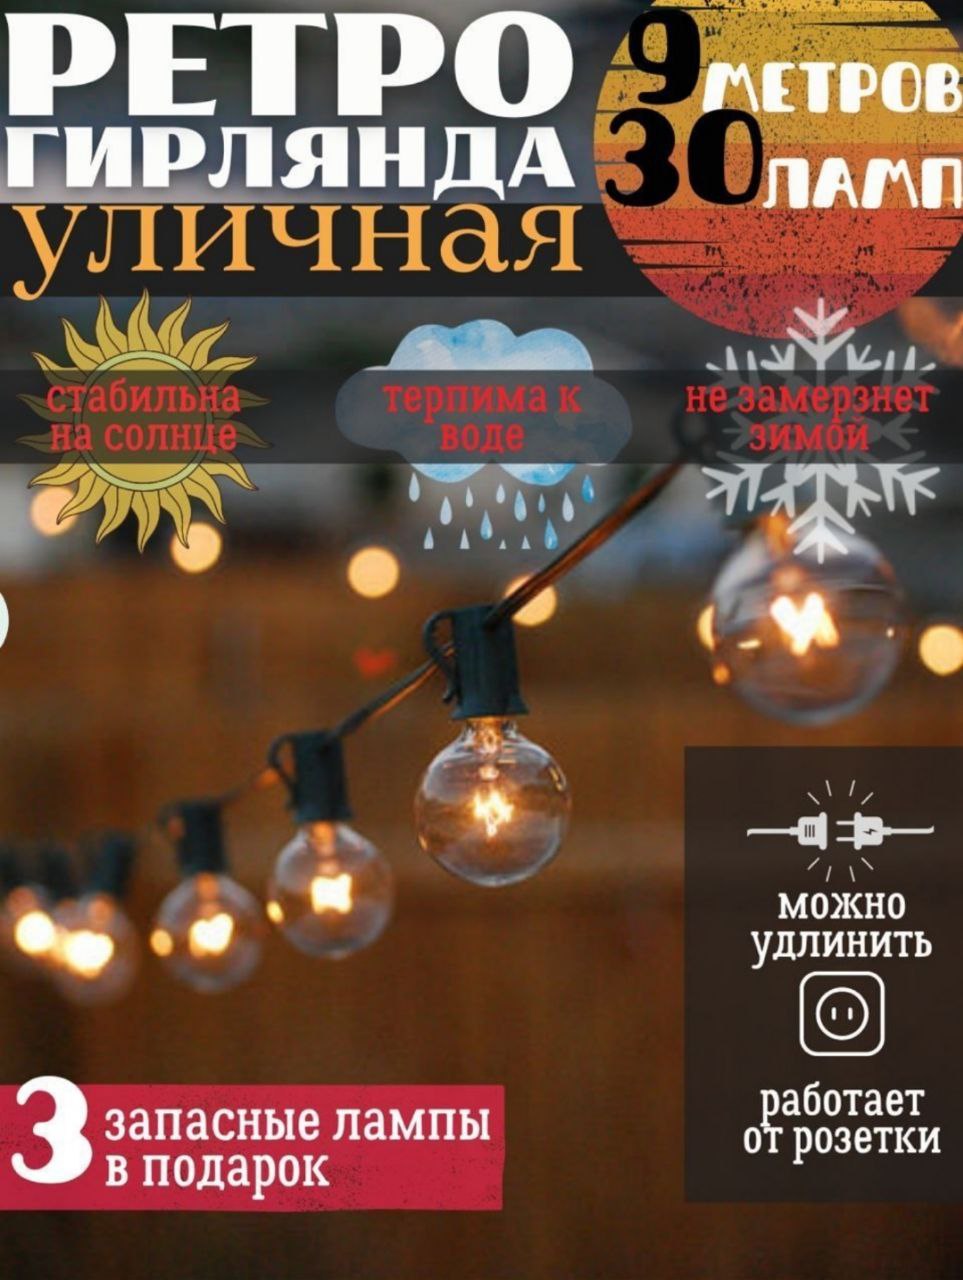 РЕТРО
ГИРЛЯНДА
уличная
9 МЕТРОВ
30 ЛАМП
стабильна
на солнце
терпима к
воде
не замерзнет
зимой
можно
удлинить
работает
от розетки
3 запасные лампы
в подарок